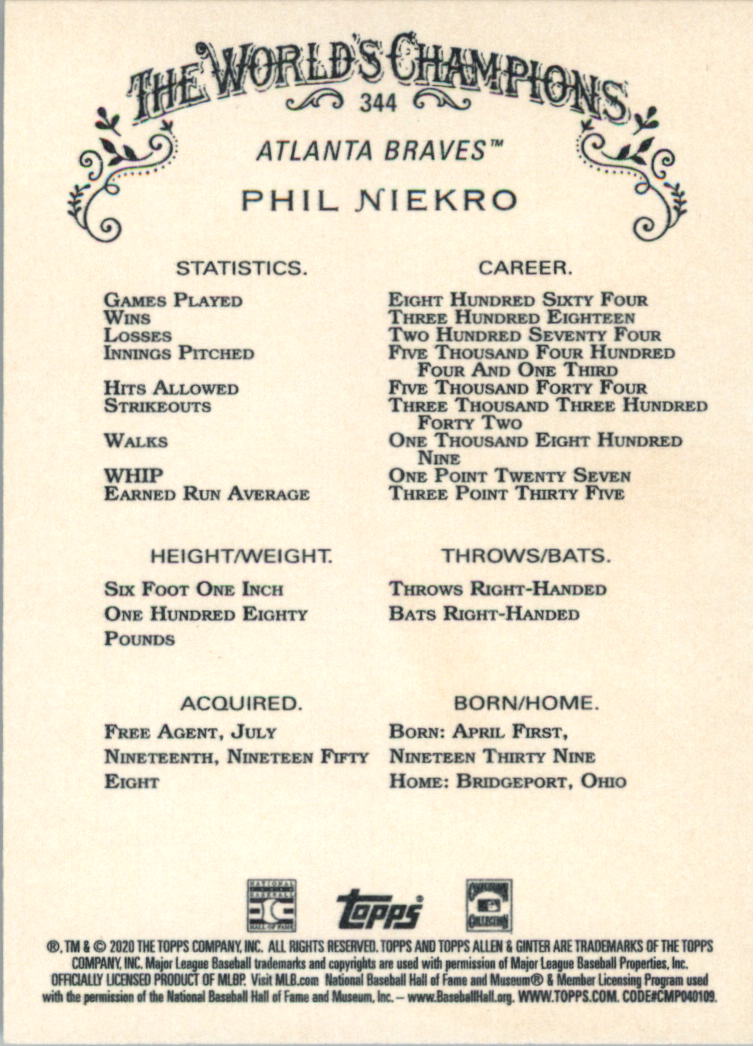 THE WORLD'S CHAMPIONS
344
ATLANTA BRAVES™
PHIL NIEKRO
STATISTICS. CAREER.
GAMES PLAYED EIGHT HUNDRED SIXTY FOUR
WINS THREE HUNDRED EIGHTEEN
LOSSES TWO HUNDRED SEVENTY FOUR
INNINGS PITCHED FIVE THOUSAND FOUR HUNDRED
FOUR AND ONE THIRD
HITS ALLOWED FIVE THOUSAND FORTY FOUR
STRIKEOUTS THREE THOUSAND THREE HUNDRED
FORTY TWO
WALKS ONE THOUSAND EIGHT HUNDRED
NINE
WHIP ONE POINT TWENTY SEVEN
EARNED RUN AVERAGE THREE POINT THIRTY FIVE
HEIGHT/WEIGHT. THROWS/BATS.
SIX FOOT ONE INCH THROWS RIGHT-HANDED
ONE HUNDRED EIGHTY BATS RIGHT-HANDED
POUNDS
ACQUIRED. BORN/HOME.
FREE AGENT, JULY BORN: APRIL FIRST,
NINETEENTH, NINETEEN FIFTY NINETEEN THIRTY NINE
EIGHT HOME: BRIDGEPORT, OHIO
NATIONAL
BASEBALL
HALL OF FAME
topps
COOPERSTOWN
COLLECTION
®, TM & © 2020 THE TOPPS COMPANY, INC. ALL RIGHTS RESERVED. TOPPS AND TOPPS ALLEN & GINTER ARE TRADEMARKS OF THE TOPPS
COMPANY, INC. Major League Baseball trademarks and copyrights are used with permission of Major League Baseball Properties, Inc.
OFFICIALLY LICENSED PRODUCT OF MLBP. Visit MLB.com National Baseball Hall of Fame and Museum® & Member Licensing Program used
with the permission of the National Baseball Hall of Fame and Museum, Inc. – www.BaseballHall.org. WWW.TOPPS.COM. CODE#CMP040109.